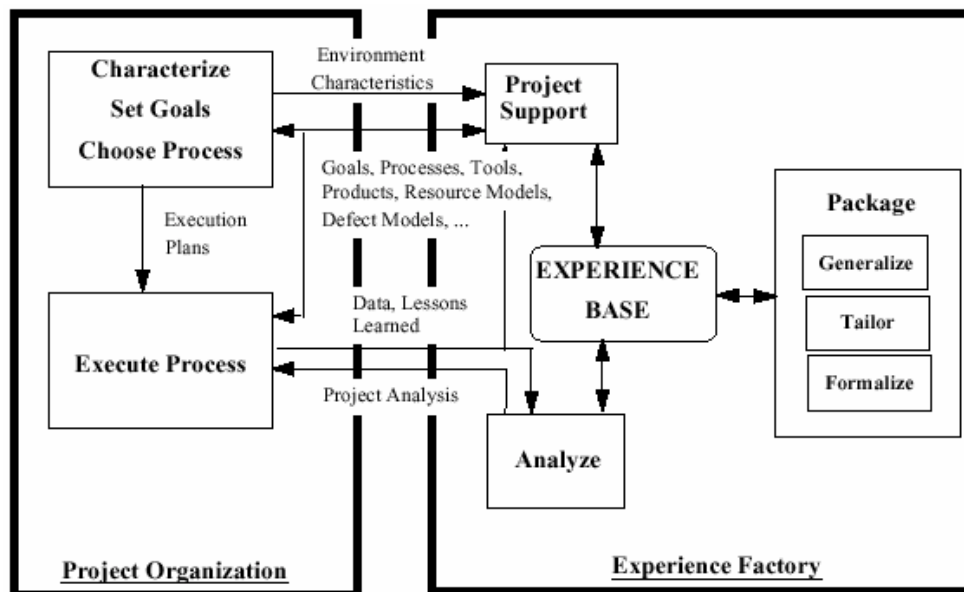 Characterize
Set Goals
Choose Process
Environment
Characteristics
Project
Support
Goals, Processes, Tools,
Products, Resource Models,
Defect Models, ...
Execution
Plans
Package
Generalize
Tailor
Formalize
EXPERIENCE
BASE
Data, Lessons
Learned
Execute Process
Project Analysis
Analyze
Project Organization
Experience Factory